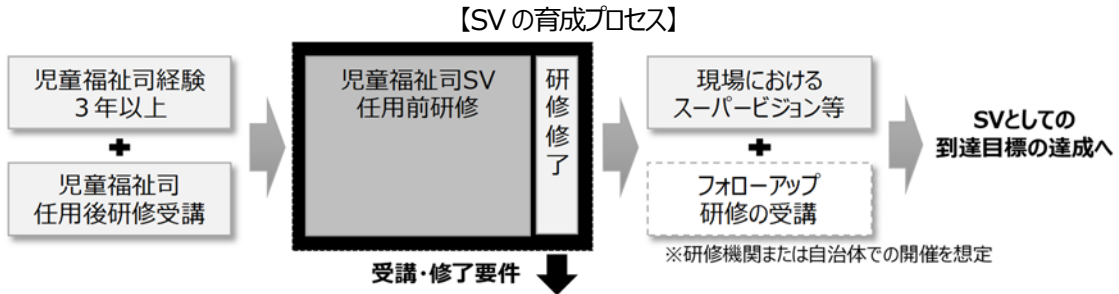 【SVの育成プロセス】
児童福祉司経験
３年以上
+
児童福祉司
任用後研修受講
児童福祉司SV
任用前研修
研修修了
現場における
スーパービジョン等
+
フォローアップ
研修の受講
※研修機関または自治体での開催を想定
SVとしての
到達目標の達成へ
受講・修了要件